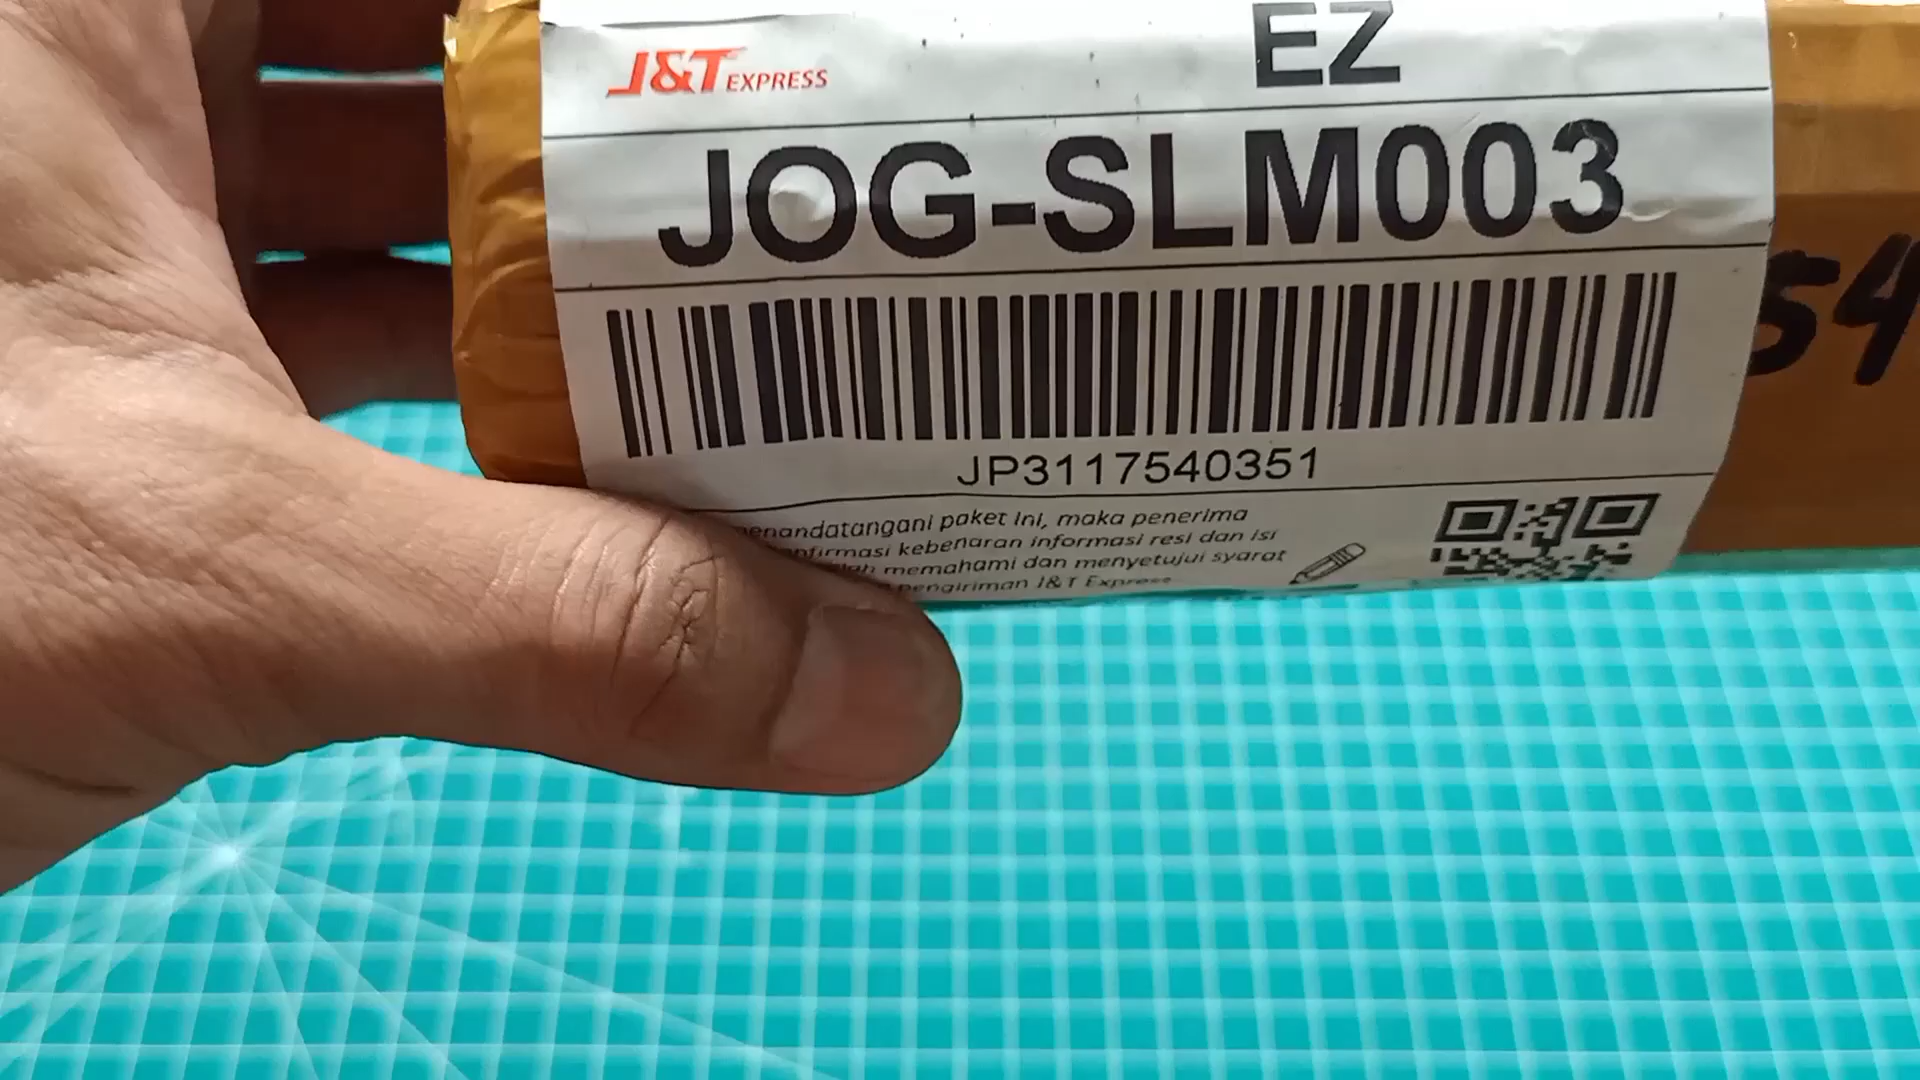 J&T EXPRESS
EZ
JOG-SLM003
54
JP3117540351
menandatangani paket ini, maka penerima
kebenaran informasi resi dan isi
memahami dan menyetujui syarat
pengiriman J&T Express